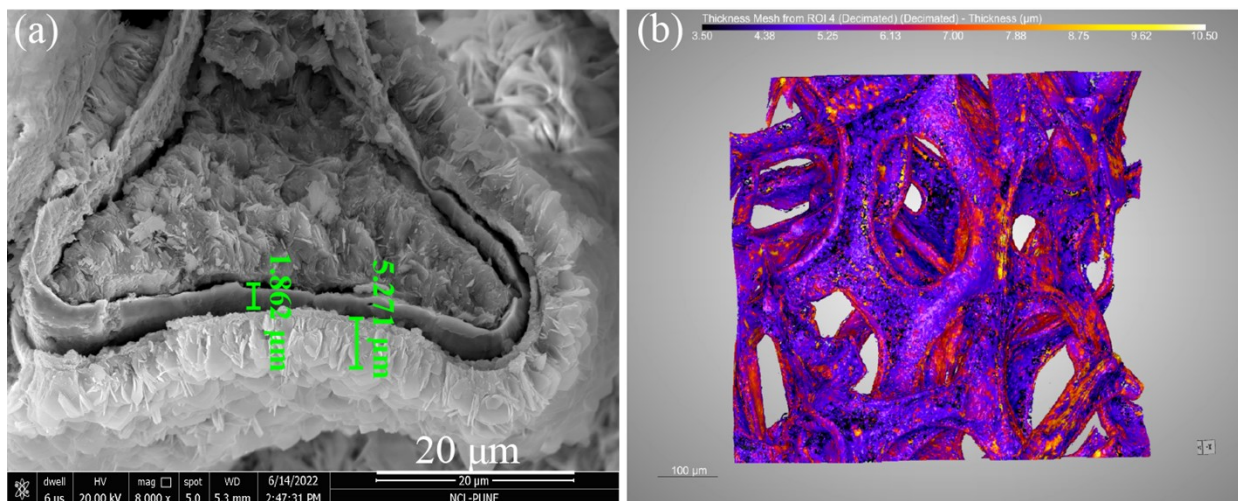 (a)
1.862 μm
5.271 μm
20 μm
dwell HV mag □ spot WD 6/14/2022 20 μm
6 μs 20.00 kV 8 000 x 5.0 5.3 mm 2:47:31 PM NCL-PUNE
(b)
Thickness Mesh from ROI 4 (Decimated) (Decimated) - Thickness (μm)
3.50 4.38 5.25 6.13 7.00 7.88 8.75 9.62 10.50
100 μm